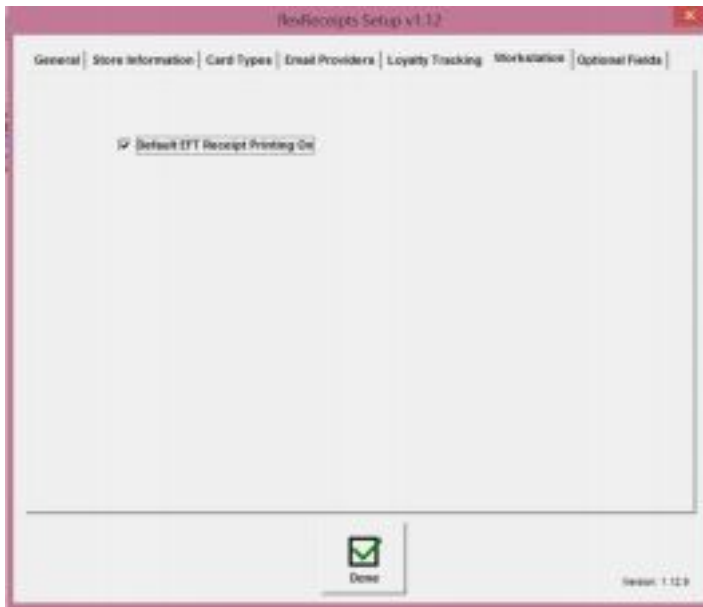 RexReceipts Setup v1.12
General Store Information Card Types Email Providers Loyalty Tracking Workstation Optional Fields
Default EFT Receipt Printing On
Done
Version: 1.12.9